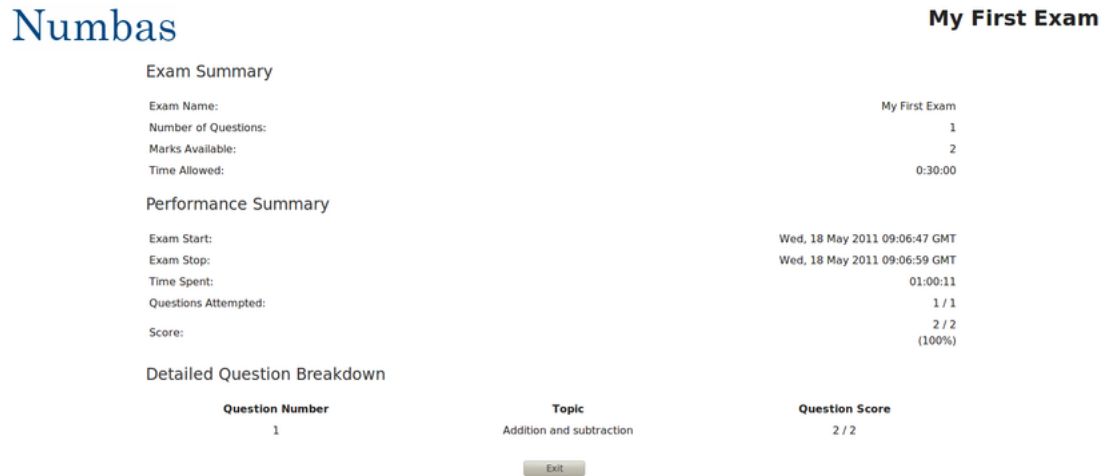 Numbas
My First Exam
Exam Summary
Exam Name: My First Exam
Number of Questions: 1
Marks Available: 2
Time Allowed: 0:30:00
Performance Summary
Exam Start: Wed, 18 May 2011 09:06:47 GMT
Exam Stop: Wed, 18 May 2011 09:06:59 GMT
Time Spent: 01:00:11
Questions Attempted: 1 / 1
Score: 2 / 2
(100%)
Detailed Question Breakdown
Question Number Topic Question Score
1 Addition and subtraction 2 / 2
Exit